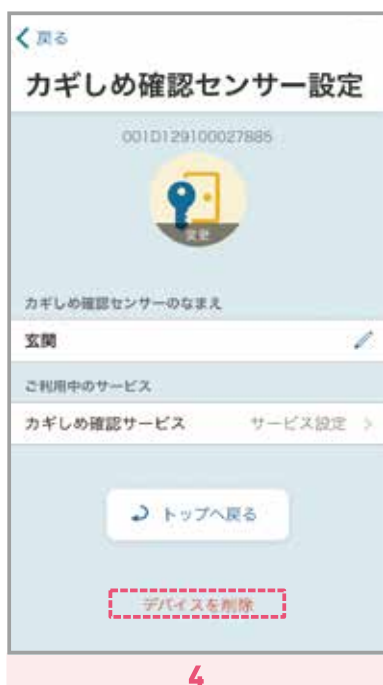 戻る
カギしめ確認センサー設定
001D129100027885
変更
カギしめ確認センサーのなまえ
玄関
ご利用中のサービス
カギしめ確認サービス サービス設定 >
トップへ戻る
デバイスを削除
4